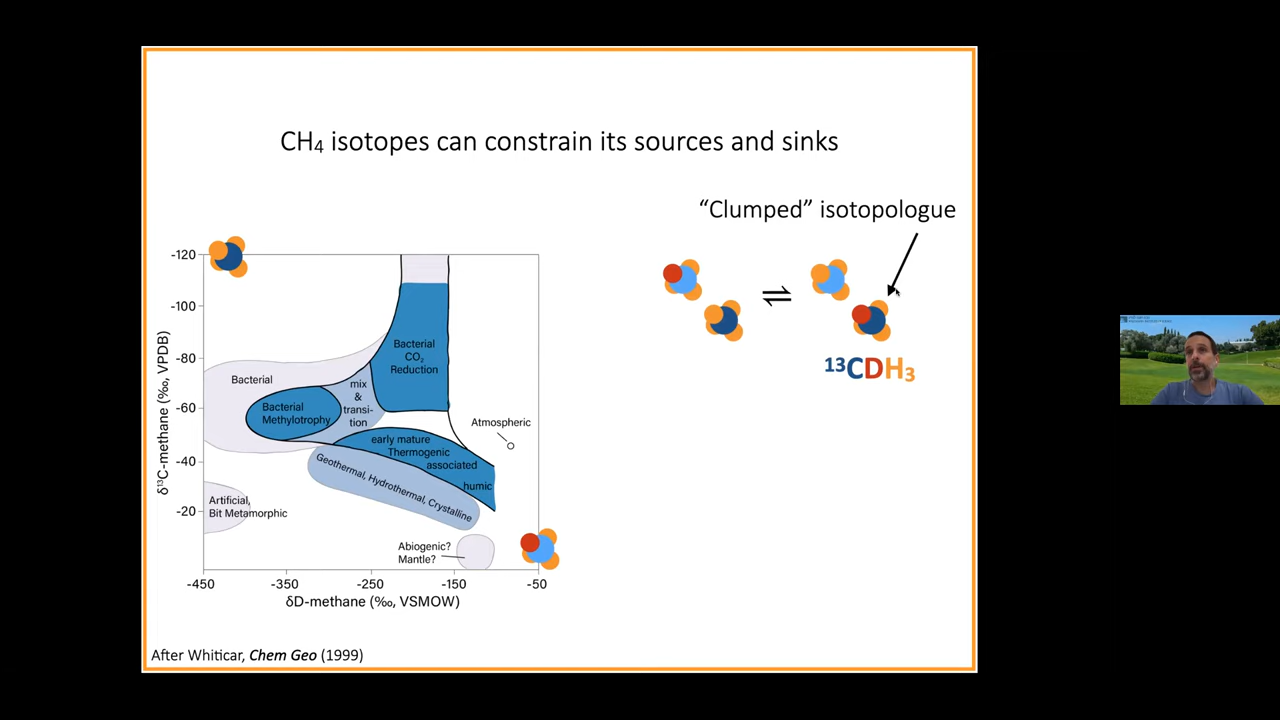 CH₄ isotopes can constrain its sources and sinks
“Clumped” isotopologue
⇌
¹³CDH₃
δ¹³C-methane (‰, VPDB)
-120
-100
-80
-60
-40
-20
Bacterial
CO₂
Reduction
Bacterial
mix
&
transi-
tion
Bacterial
Methylotrophy
Atmospheric
early mature
Thermogenic
associated
humic
Geothermal, Hydrothermal, Crystalline
Artificial,
Bit Metamorphic
Abiogenic?
Mantle?
-450
-350
-250
-150
-50
δD-methane (‰, VSMOW)
After Whiticar, Chem Geo (1999)